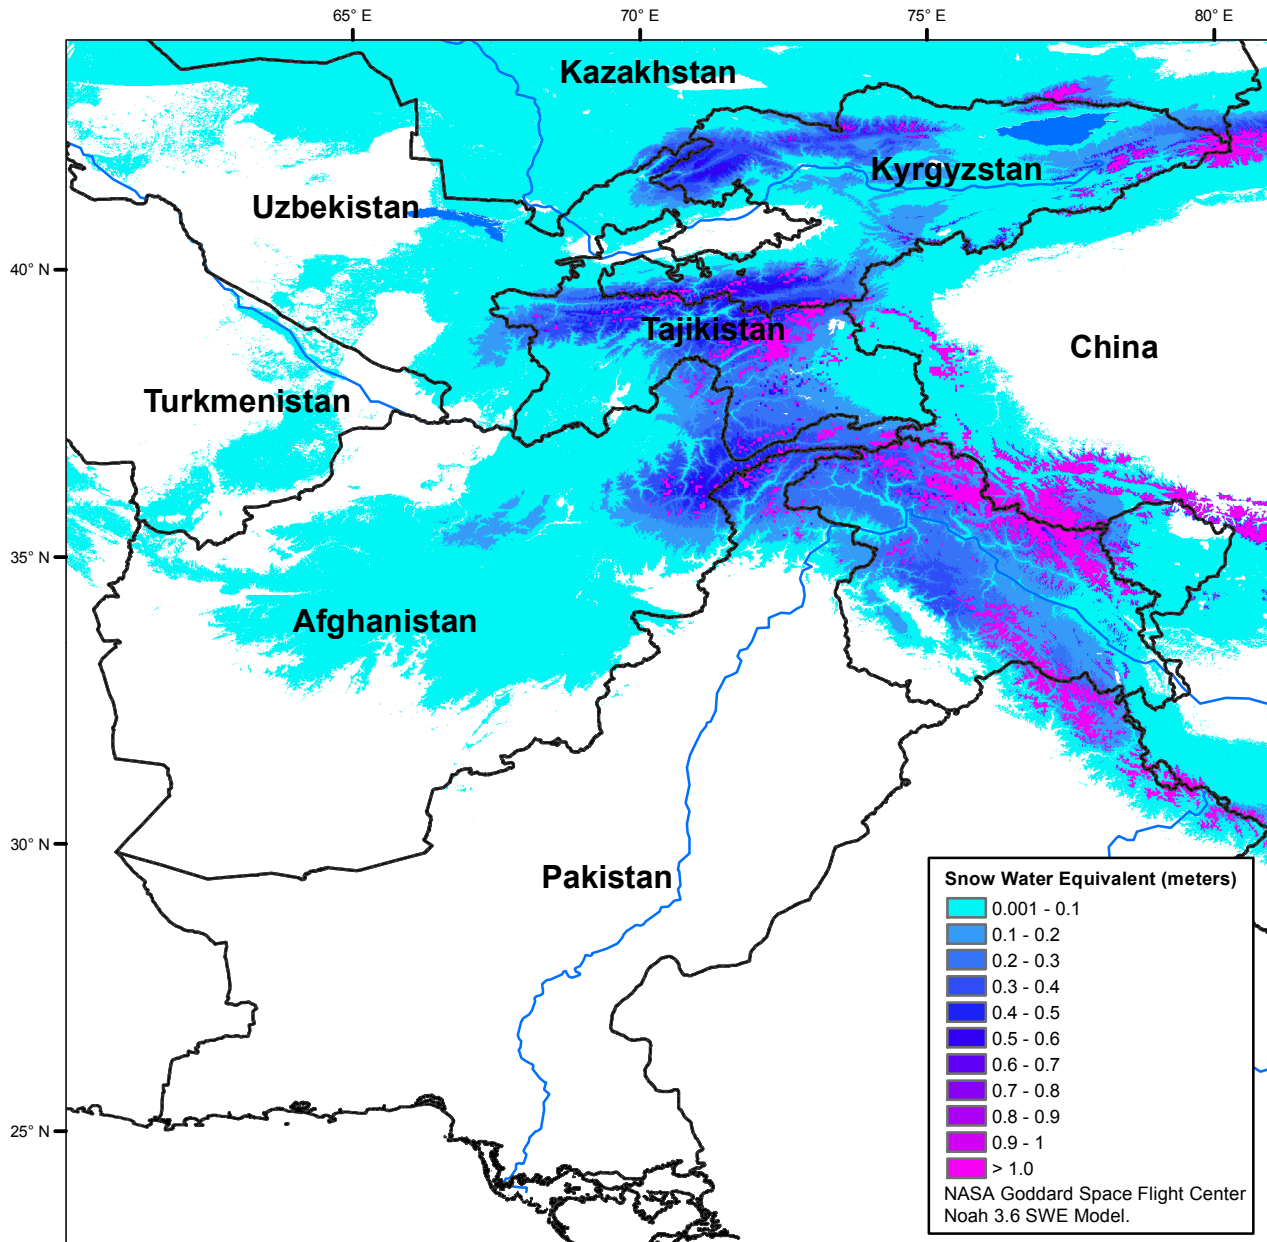 65° E
70° E
75° E
80° E
Kazakhstan
Kyrgyzstan
Uzbekistan
40° N
Tajikistan
China
Turkmenistan
35° N
Afghanistan
30° N
Pakistan
25° N
Snow Water Equivalent (meters)
0.001 - 0.1
0.1 - 0.2
0.2 - 0.3
0.3 - 0.4
0.4 - 0.5
0.5 - 0.6
0.6 - 0.7
0.7 - 0.8
0.8 - 0.9
0.9 - 1
> 1.0
NASA Goddard Space Flight Center
Noah 3.6 SWE Model.